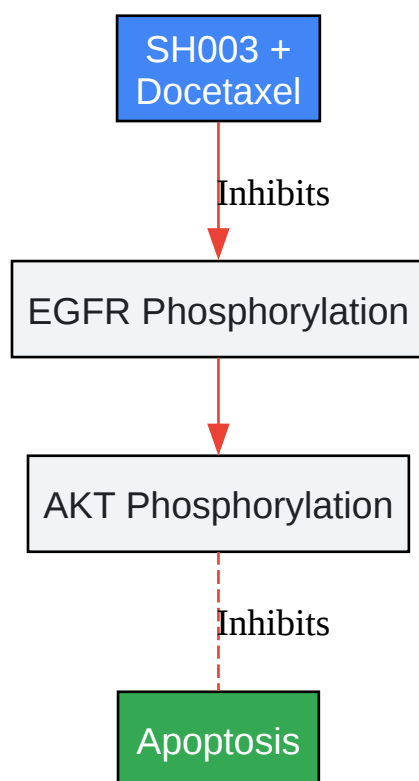 SH003 +
Docetaxel
Inhibits
EGFR Phosphorylation
AKT Phosphorylation
Inhibits
Apoptosis